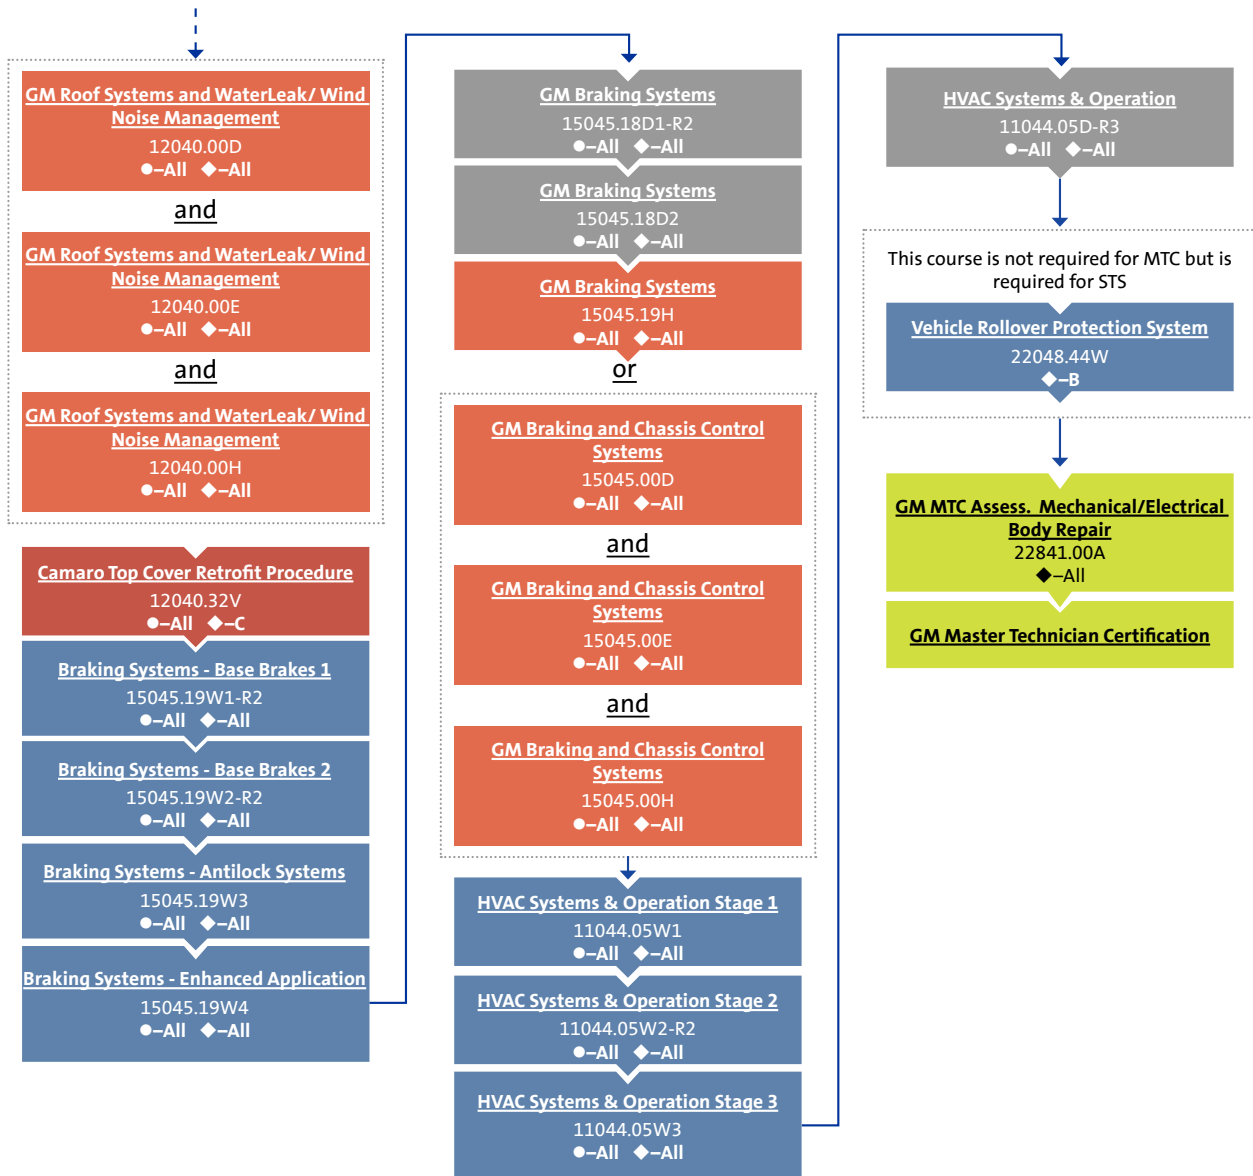 GM Roof Systems and WaterLeak/ Wind
Noise Management
12040.00D
●–All ◆–All
and
GM Roof Systems and WaterLeak/ Wind
Noise Management
12040.00E
●–All ◆–All
and
GM Roof Systems and WaterLeak/ Wind
Noise Management
12040.00H
●–All ◆–All
Camaro Top Cover Retrofit Procedure
12040.32V
●–All ◆–C
Braking Systems - Base Brakes 1
15045.19W1-R2
●–All ◆–All
Braking Systems - Base Brakes 2
15045.19W2-R2
●–All ◆–All
Braking Systems - Antilock Systems
15045.19W3
●–All ◆–All
Braking Systems - Enhanced Application
15045.19W4
●–All ◆–All
GM Braking Systems
15045.18D1-R2
●–All ◆–All
GM Braking Systems
15045.18D2
●–All ◆–All
GM Braking Systems
15045.19H
●–All ◆–All
or
GM Braking and Chassis Control
Systems
15045.00D
●–All ◆–All
and
GM Braking and Chassis Control
Systems
15045.00E
●–All ◆–All
and
GM Braking and Chassis Control
Systems
15045.00H
●–All ◆–All
HVAC Systems & Operation Stage 1
11044.05W1
●–All ◆–All
HVAC Systems & Operation Stage 2
11044.05W2-R2
●–All ◆–All
HVAC Systems & Operation Stage 3
11044.05W3
●–All ◆–All
HVAC Systems & Operation
11044.05D-R3
●–All ◆–All
This course is not required for MTC but is
required for STS
Vehicle Rollover Protection System
22048.44W
◆–B
GM MTC Assess. Mechanical/Electrical
Body Repair
22841.00A
◆–All
GM Master Technician Certification